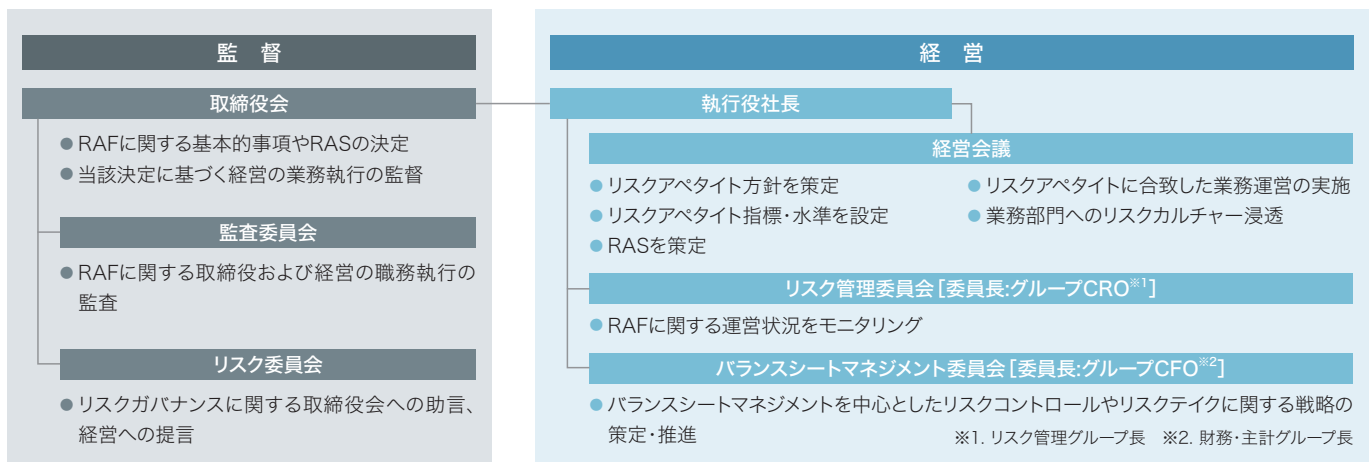 監 督
取締役会
● RAFに関する基本的事項やRASの決定
● 当該決定に基づく経営の業務執行の監督
監査委員会
● RAFに関する取締役および経営の職務執行の
監査
リスク委員会
● リスクガバナンスに関する取締役会への助言、
経営への提言
経 営
執行役社長
経営会議
● リスクアペタイト方針を策定
● リスクアペタイト指標・水準を設定
● RASを策定
● リスクアペタイトに合致した業務運営の実施
● 業務部門へのリスクカルチャー浸透
リスク管理委員会[委員長:グループCRO※1]
● RAFに関する運営状況をモニタリング
バランスシートマネジメント委員会[委員長:グループCFO※2]
● バランスシートマネジメントを中心としたリスクコントロールやリスクテイクに関する戦略の
策定・推進
※1. リスク管理グループ長 ※2. 財務・主計グループ長